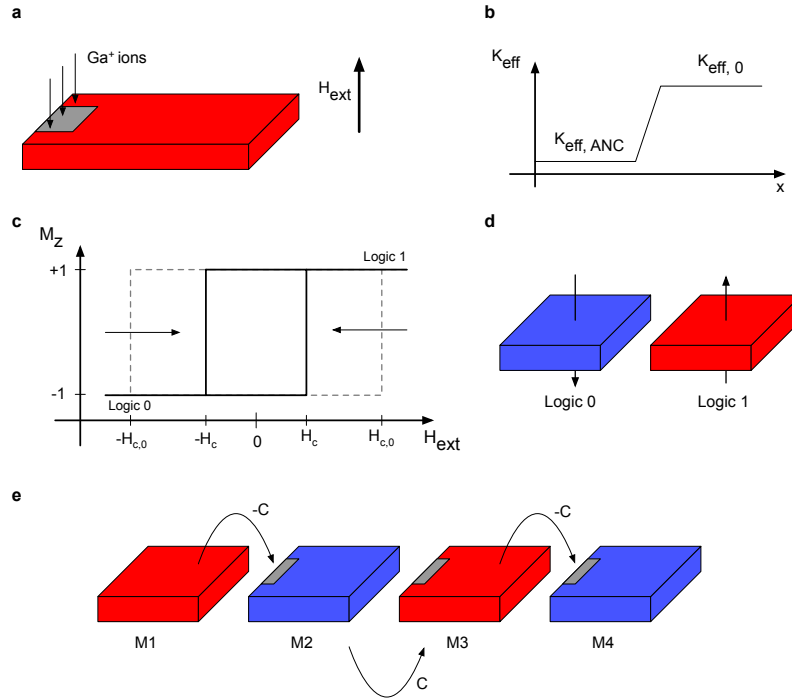 a
Ga⁺ ions
H_ext
b
K_eff
K_eff, 0
K_eff, ANC
x
c
M_Z
Logic 1
+1
-1
Logic 0
-H_c,0
-H_c
0
H_c
H_c,0
H_ext
d
Logic 0
Logic 1
e
-C
-C
M1
M2
M3
M4
C